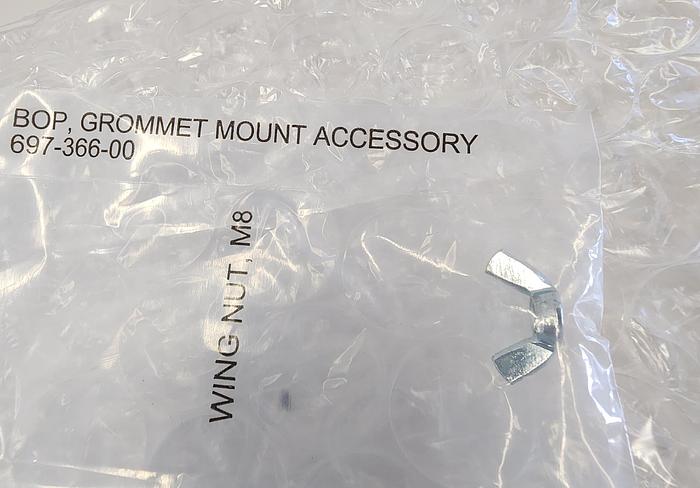 BOP, GROMMET MOUNT ACCESSORY
697-366-00
WING NUT, M8